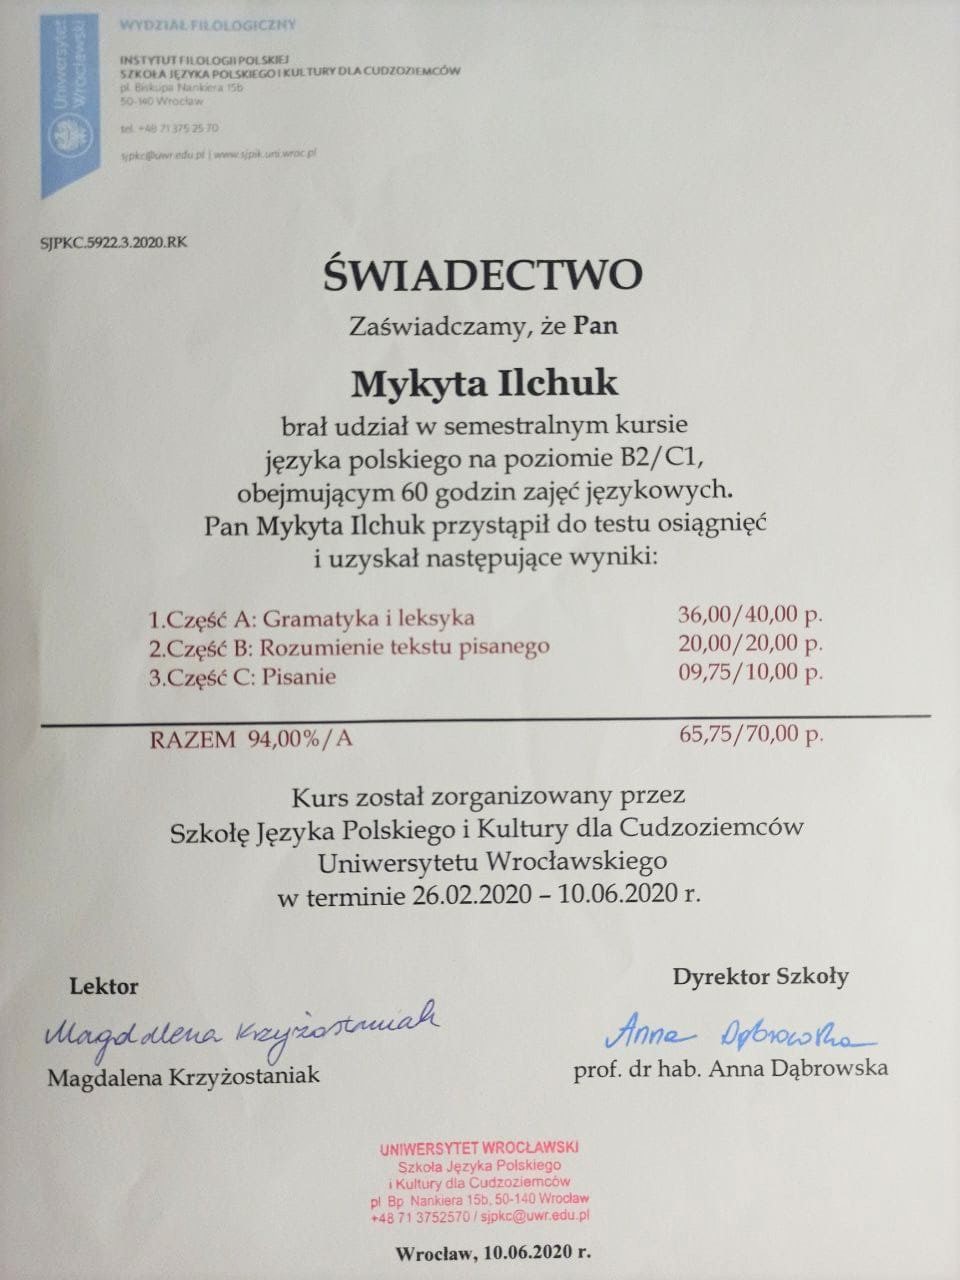 Uniwersytet
Wrocławski
WYDZIAŁ FILOLOGICZNY
INSTYTUT FILOLOGII POLSKIEJ
SZKOŁA JĘZYKA POLSKIEGO I KULTURY DLA CUDZOZIEMCÓW
pl. Biskupa Nankiera 15b
50-140 Wrocław
tel. +48 71 375 25 70
sjpkc@uwr.edu.pl | www.sjpik.uni.wroc.pl
SJPKC.5922.3.2020.RK
ŚWIADECTWO
Zaświadczamy, że Pan
Mykyta Ilchuk
brał udział w semestralnym kursie
języka polskiego na poziomie B2/C1,
obejmującym 60 godzin zajęć językowych.
Pan Mykyta Ilchuk przystąpił do testu osiągnięć
i uzyskał następujące wyniki:
1.Część A: Gramatyka i leksyka 36,00/40,00 p.
2.Część B: Rozumienie tekstu pisanego 20,00/20,00 p.
3.Część C: Pisanie 09,75/10,00 p.
RAZEM 94,00%/A 65,75/70,00 p.
Kurs został zorganizowany przez
Szkołę Języka Polskiego i Kultury dla Cudzoziemców
Uniwersytetu Wrocławskiego
w terminie 26.02.2020 – 10.06.2020 r.
Lektor
Magdalena Krzyżostaniak
Magdalena Krzyżostaniak
Dyrektor Szkoły
Anna Dąbrowska
prof. dr hab. Anna Dąbrowska
UNIWERSYTET WROCŁAWSKI
Szkoła Języka Polskiego
i Kultury dla Cudzoziemców
pl Bp Nankiera 15b, 50-140 Wrocław
+48 71 3752570 / sjpkc@uwr.edu.pl
Wrocław, 10.06.2020 r.